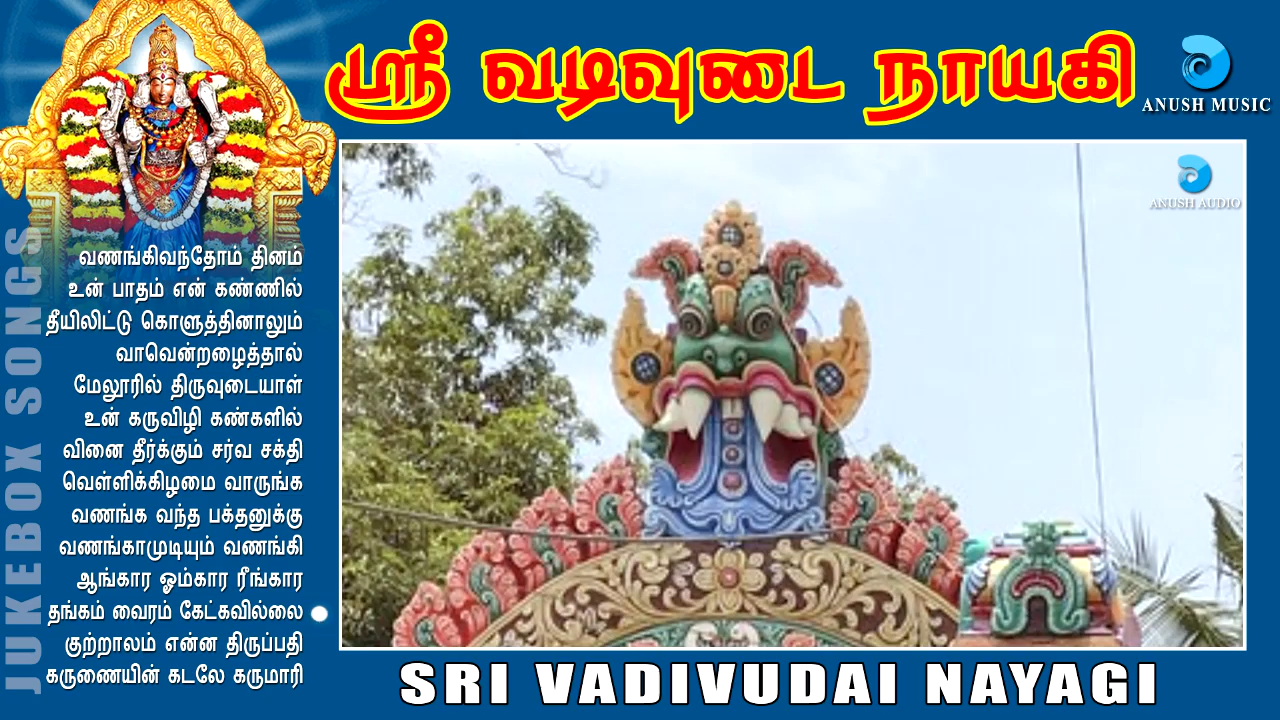 ஸ்ரீ வடிவுடை நாயகி
ANUSH MUSIC
ANUSH AUDIO
JUKEBOX SONGS
வணங்கிவந்தோம் தினம்
உன் பாதம் என் கண்ணில்
தீயிலிட்டு கொளுத்தினாலும்
வாவென்றழைத்தால்
மேலூரில் திருவுடையாள்
உன் கருவிழி கண்களில்
வினை தீர்க்கும் சர்வ சக்தி
வெள்ளிக்கிழமை வாருங்க
வணங்க வந்த பக்தனுக்கு
வணங்காமுடியும் வணங்கி
ஆங்கார ஓம்கார ரீங்கார
தங்கம் வைரம் கேட்கவில்லை
குற்றாலம் என்ன திருப்பதி
கருணையின் கடலே கருமாரி
SRI VADIVUDAI NAYAGI